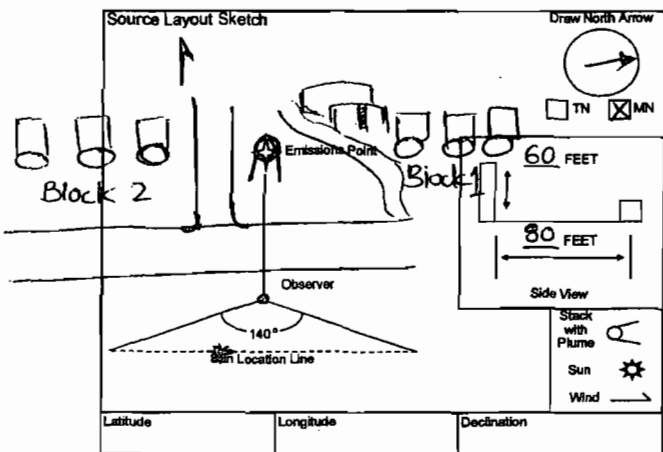 Source Layout Sketch
Draw North Arrow
TN MN
Emissions Point
60 FEET
Block 2
Block 1
80 FEET
Observer
Side View
140°
Sun Location Line
Stack
with
Plume
Sun
Wind
Latitude
Longitude
Declination